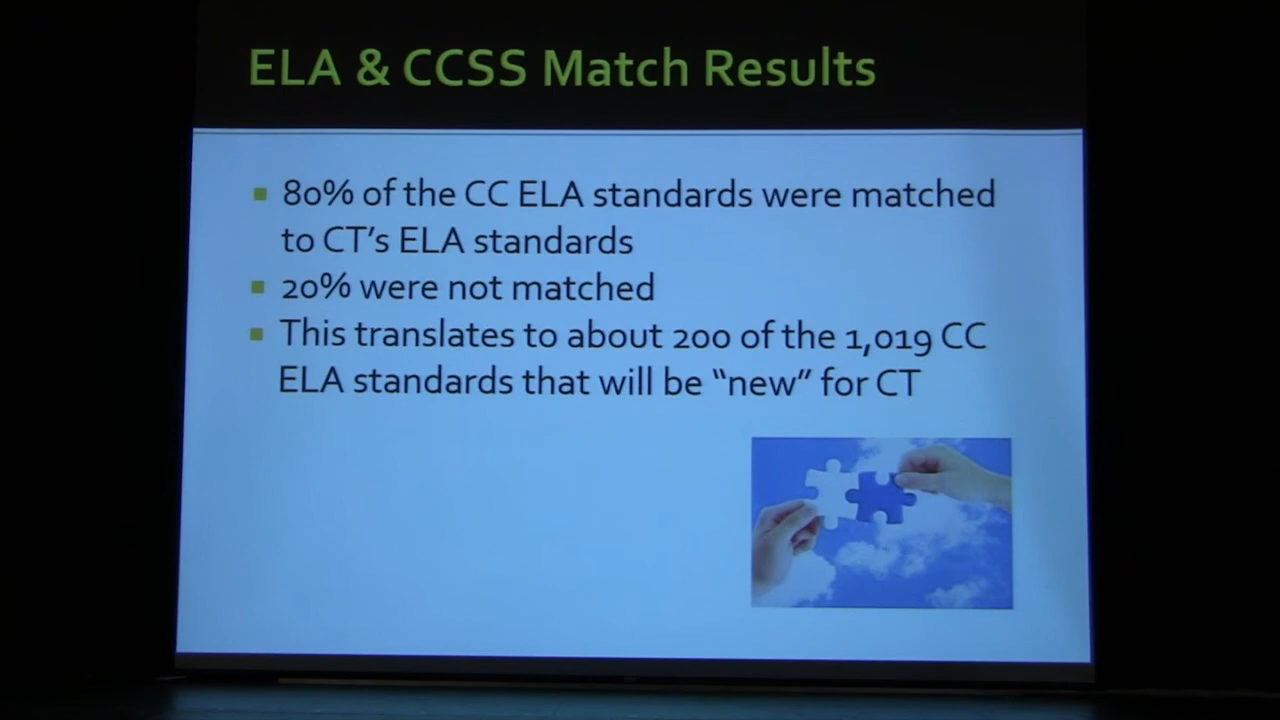 ELA & CCSS Match Results
80% of the CC ELA standards were matched
to CT's ELA standards
20% were not matched
This translates to about 200 of the 1,019 CC
ELA standards that will be “new” for CT